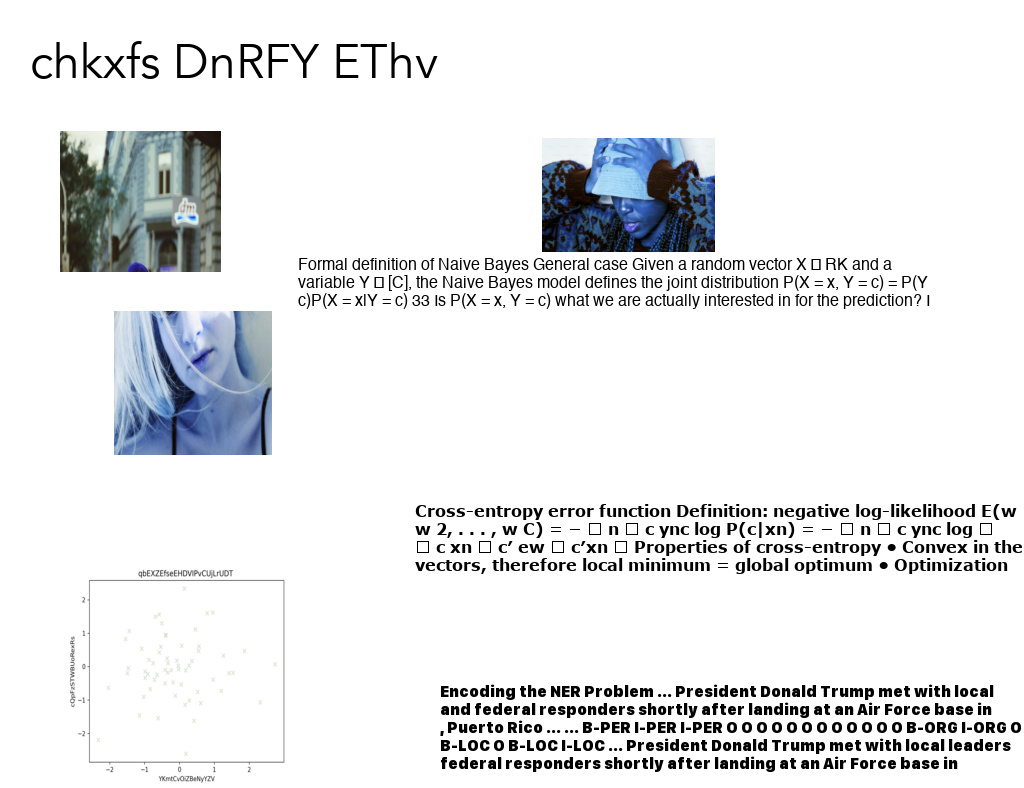 chkxfs DnRFY EThv
dm
Formal definition of Naive Bayes General case Given a random vector X □ RK and a
variable Y □ [C], the Naive Bayes model defines the joint distribution P(X = x, Y = c) = P(Y
c)P(X = x|Y = c) 33 Is P(X = x, Y = c) what we are actually interested in for the prediction? I
Cross-entropy error function Definition: negative log-likelihood E(w
w 2, . . . , w C) = − □ n □ c ync log P(c|xn) = − □ n □ c ync log □
□ c xn □ c’ ew □ c’xn □ Properties of cross-entropy • Convex in the
vectors, therefore local minimum = global optimum • Optimization
qbEXZEfseEHDVIPvCUjLrUDT
2
1
0
−1
−2
cQpFzSTWBUoRexRs
−2 −1 0 1 2
YKmtCvOiZBeNyYZV
Encoding the NER Problem ... President Donald Trump met with local
and federal responders shortly after landing at an Air Force base in
, Puerto Rico ... ... B-PER I-PER I-PER O O O O O O O O O O O O B-ORG I-ORG O
B-LOC O B-LOC I-LOC ... President Donald Trump met with local leaders
federal responders shortly after landing at an Air Force base in